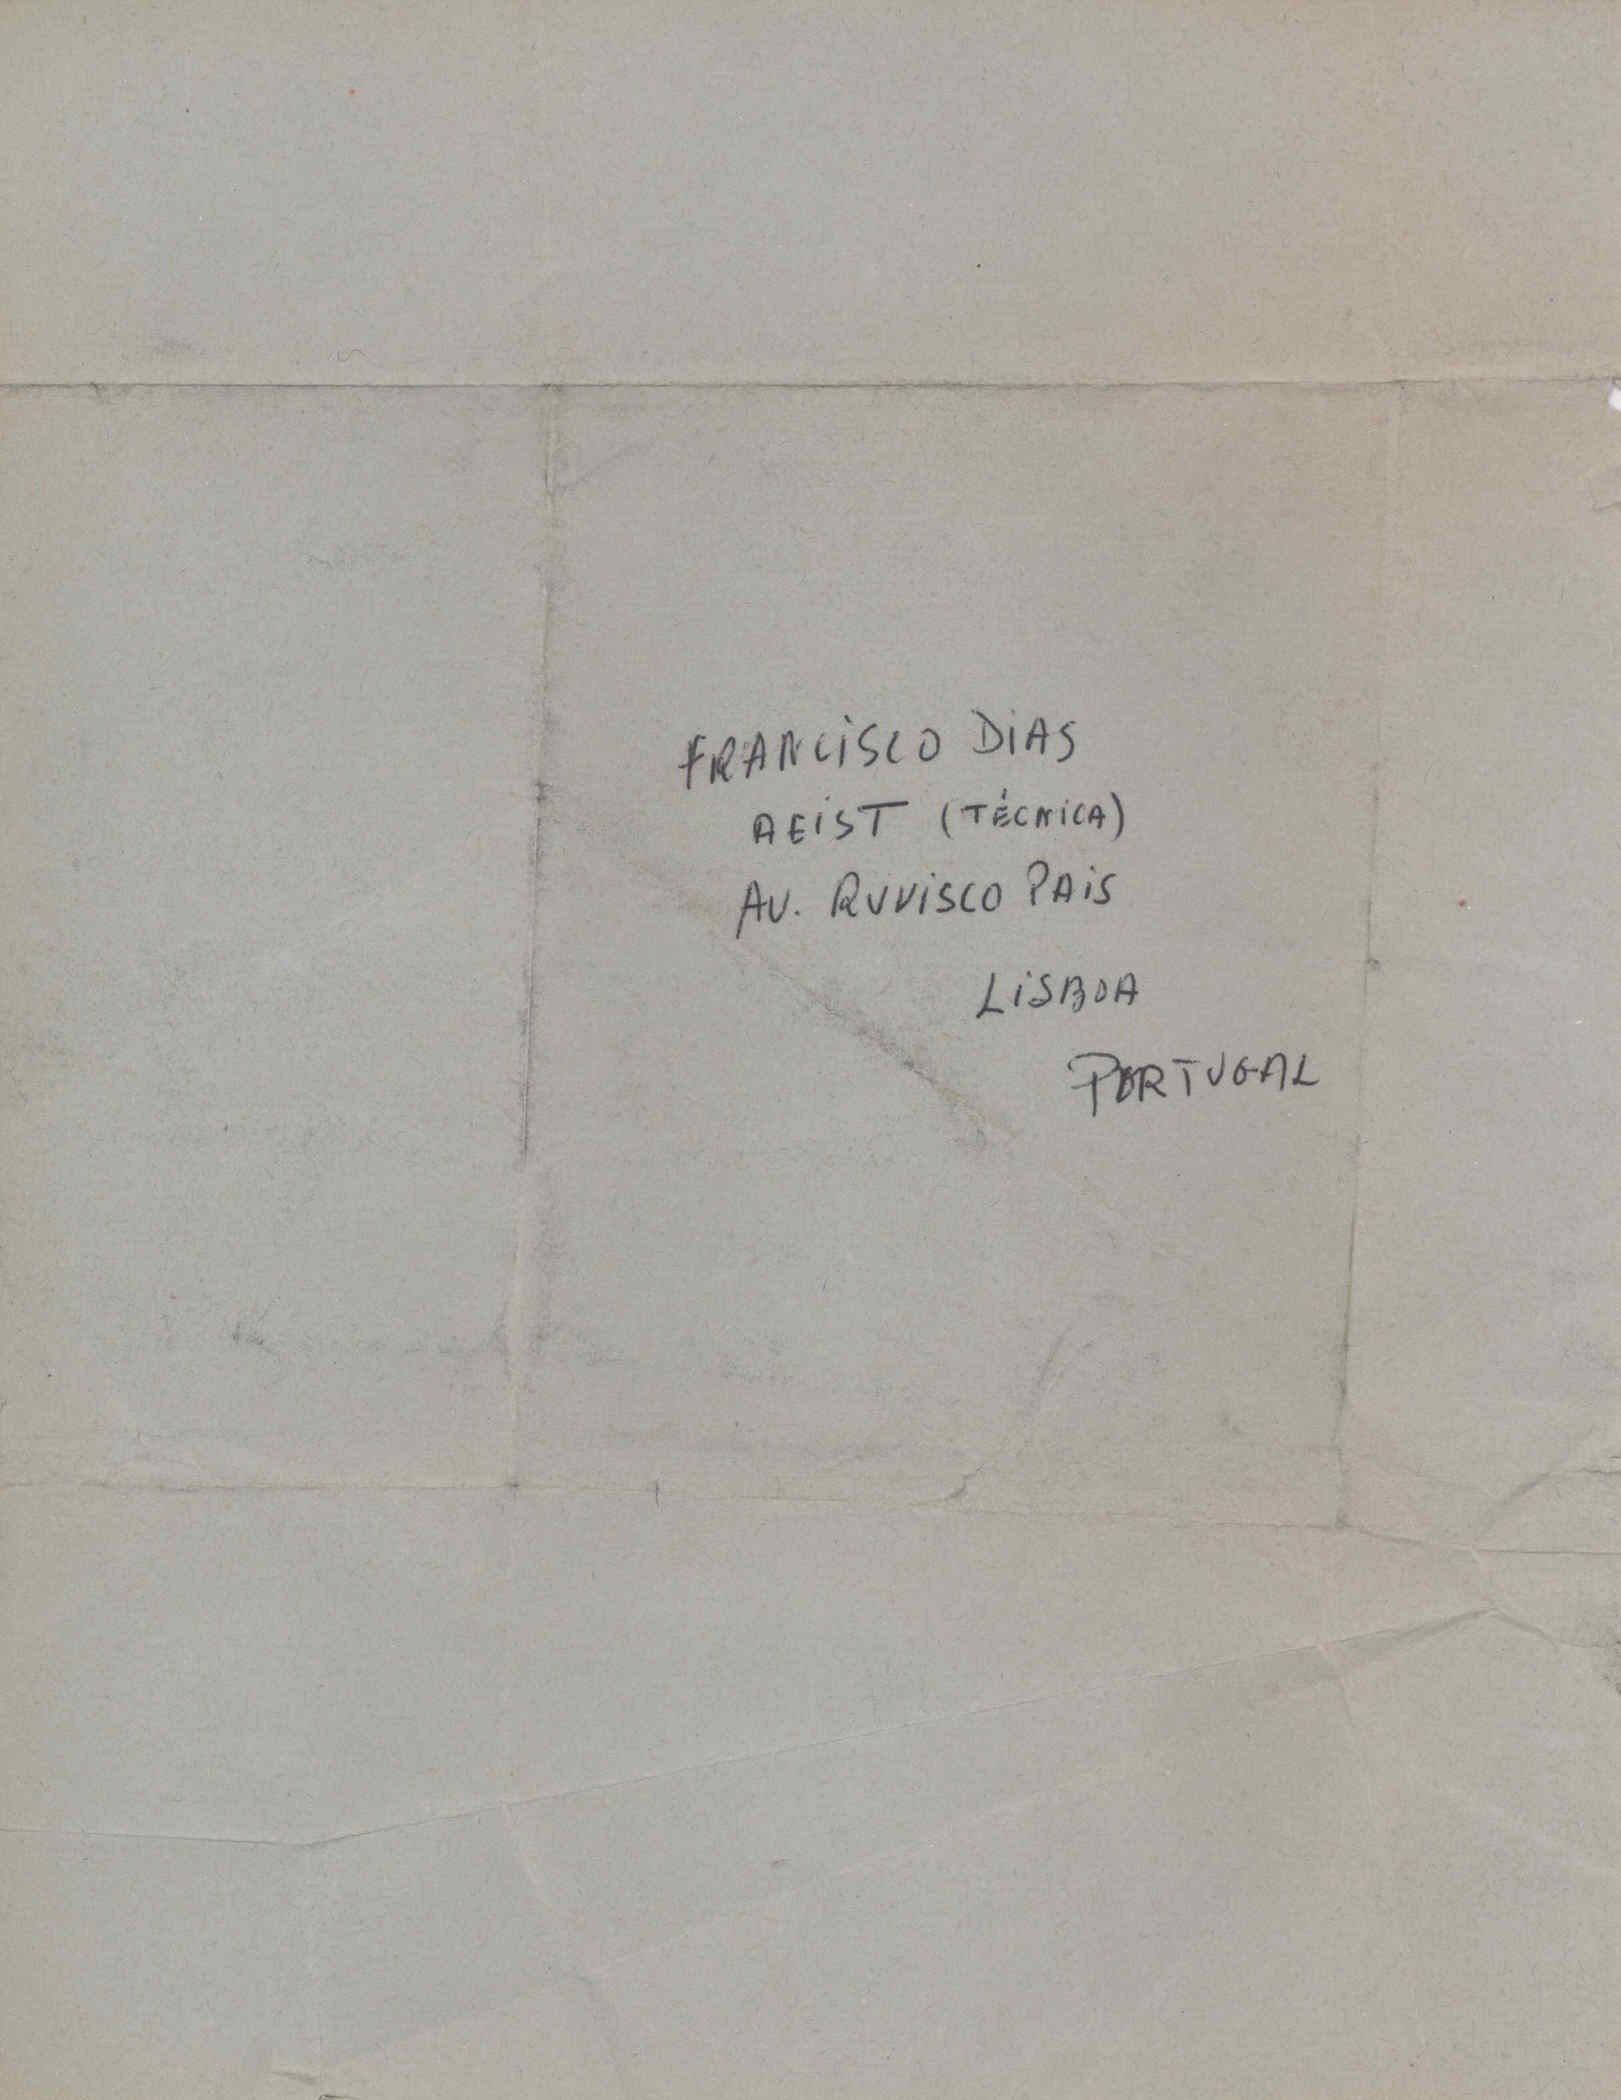 FRANCISCO DIAS
AEIST (TÉCNICA)
AV. RUVISCO PAIS
LISBOA
PORTUGAL